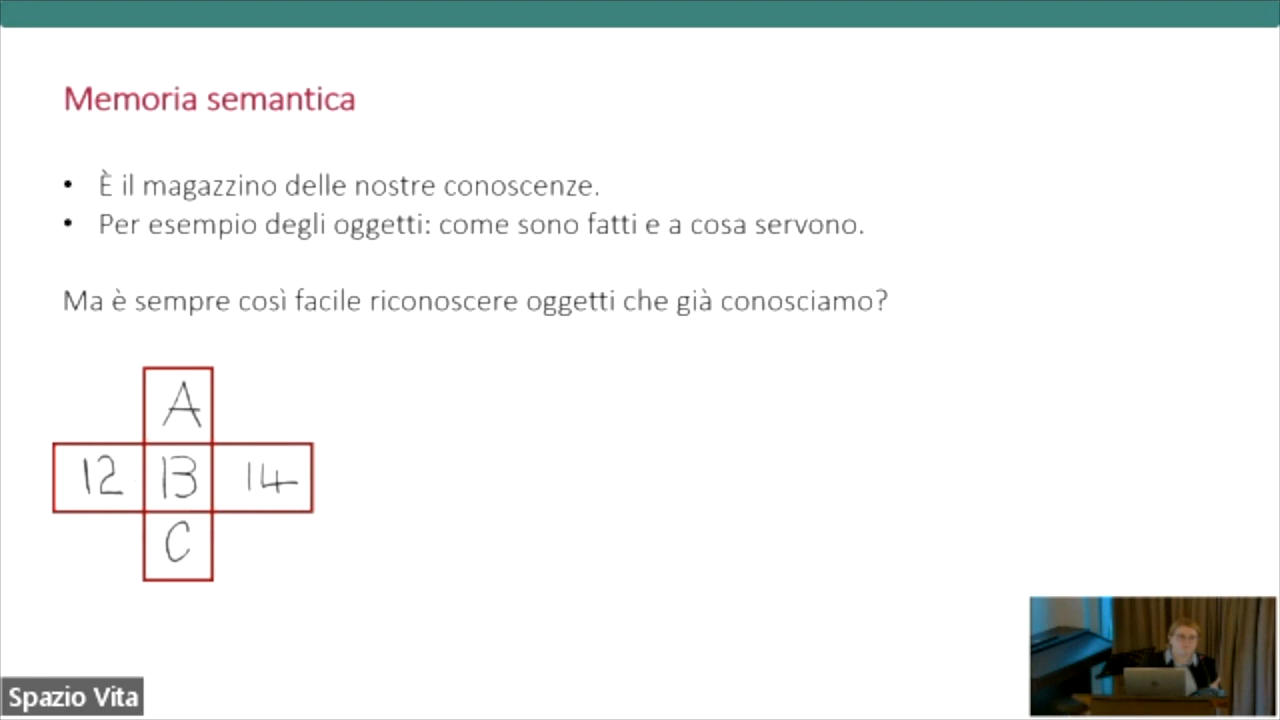 Memoria semantica
• È il magazzino delle nostre conoscenze.
• Per esempio degli oggetti: come sono fatti e a cosa servono.
Ma è sempre così facile riconoscere oggetti che già conosciamo?
A
12 13 14
C
Spazio Vita